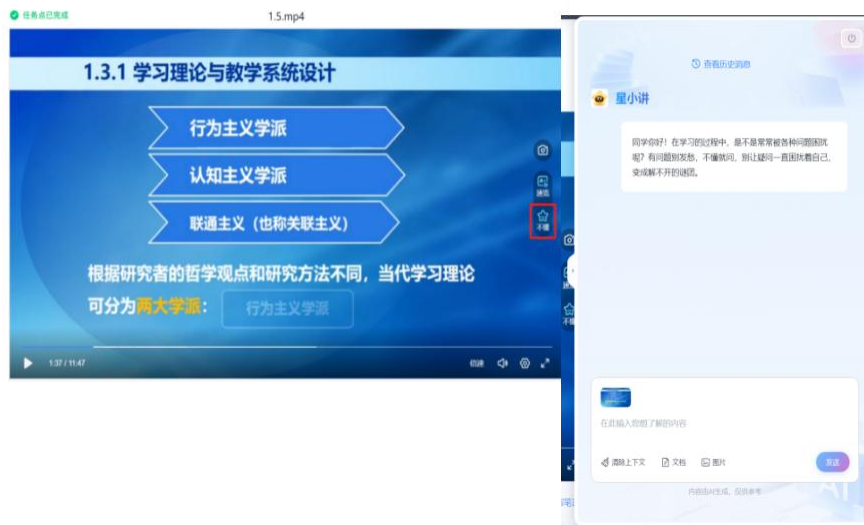 任务点已完成
1.5.mp4
1.3.1 学习理论与教学系统设计
行为主义学派
认知主义学派
联通主义（也称关联主义）
速览
不懂
根据研究者的哲学观点和研究方法不同，当代学习理论
可分为两大学派：
行为主义学派
1:37 / 11:47
倍速
不懂
查看历史消息
星小讲
同学你好！在学习的过程中，是不是常常被各种问题困扰
呢？有问题别发愁，不懂就问，别让疑问一直困扰着自己，
变成解不开的谜团。
在此输入您想了解的内容
清除上下文
文档
图片
发送
内容由AI生成，仅供参考
AI